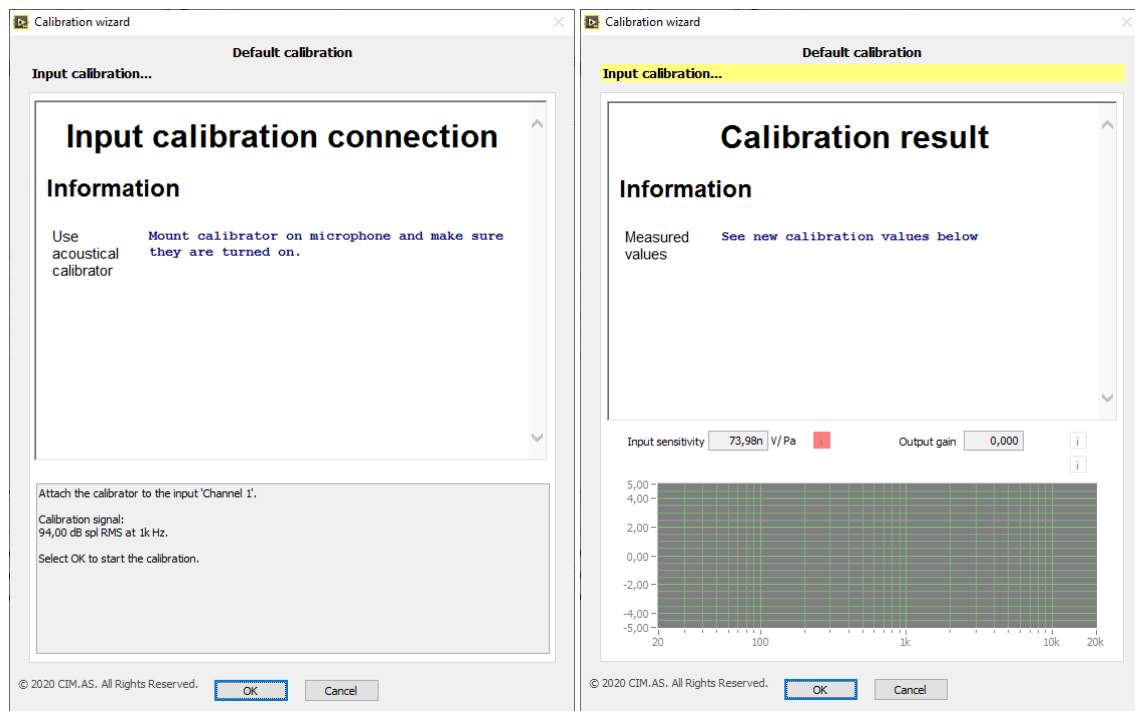 Calibration wizard
Default calibration
Input calibration...
Input calibration connection
Information
Use acoustical calibrator
Mount calibrator on microphone and make sure they are turned on.
Attach the calibrator to the input 'Channel 1'.
Calibration signal:
94,00 dB spl RMS at 1k Hz.
Select OK to start the calibration.
© 2020 CIM.AS. All Rights Reserved.
OK
Cancel
Calibration wizard
Default calibration
Input calibration...
Calibration result
Information
Measured values
See new calibration values below
Input sensitivity 73,98n V/Pa i
Output gain 0,000 i
i
5,00
4,00
2,00
0,00
-2,00
-4,00
-5,00
20 100 1k 10k 20k
© 2020 CIM.AS. All Rights Reserved.
OK
Cancel